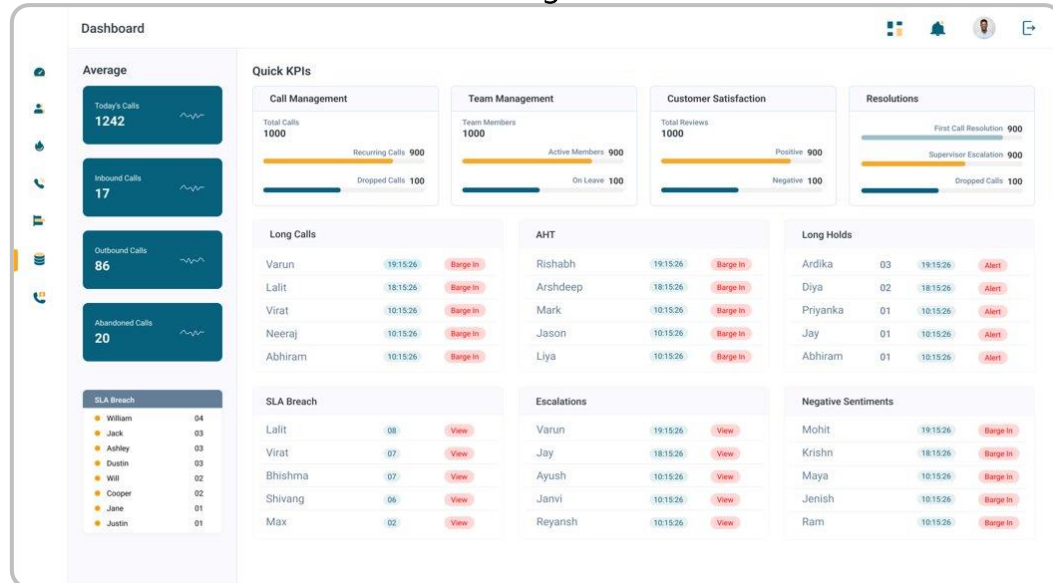 Dashboard
Average
Today's Calls
1242
Inbound Calls
17
Outbound Calls
86
Abandoned Calls
20
SLA Breach
William 04
Jack 03
Ashley 03
Dustin 03
Will 02
Cooper 02
Jane 01
Justin 01
Quick KPIs
Call Management
Total Calls
1000
Recurring Calls 900
Dropped Calls 100
Team Management
Team Members
1000
Active Members 900
On Leave 100
Customer Satisfaction
Total Reviews
1000
Positive 900
Negative 100
Resolutions
First Call Resolution 900
Supervisor Escalation 900
Dropped Calls 100
Long Calls
Varun 19:15:26 Barge In
Lalit 18:15:26 Barge In
Virat 10:15:26 Barge In
Neeraj 10:15:26 Barge In
Abhiram 10:15:26 Barge In
AHT
Rishabh 19:15:26 Barge In
Arshdeep 18:15:26 Barge In
Mark 10:15:26 Barge In
Jason 10:15:26 Barge In
Liya 10:15:26 Barge In
Long Holds
Ardika 03 19:15:26 Alert
Diya 02 18:15:26 Alert
Priyanka 01 10:15:26 Alert
Jay 01 10:15:26 Alert
Abhiram 01 10:15:26 Alert
SLA Breach
Lalit 08 View
Virat 07 View
Bhishma 07 View
Shivang 06 View
Max 02 View
Escalations
Varun 19:15:26 View
Jay 18:15:26 View
Ayush 10:15:26 View
Janvi 10:15:26 View
Reyansh 10:15:26 View
Negative Sentiments
Mohit 19:15:26 Barge In
Krishn 18:15:26 Barge In
Maya 10:15:26 Barge In
Jenish 10:15:26 Barge In
Ram 10:15:26 Barge In